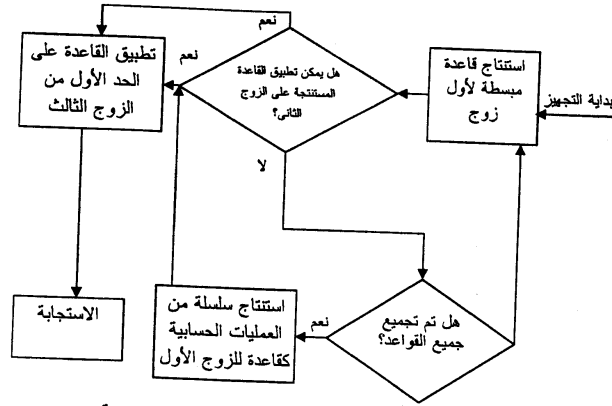 بداية التجهيز
استنتاج قاعدة
مبسطة لأول
زوج
هل يمكن تطبيق القاعدة
المستنتجة على الزوج
الثانى؟
نعم
نعم
تطبيق القاعدة على
الحد الأول من
الزوج الثالث
لا
هل تم تجميع
جميع القواعد؟
نعم
استنتاج سلسلة من
العمليات الحسابية
كقاعدة للزوج الأول
الاستجابة